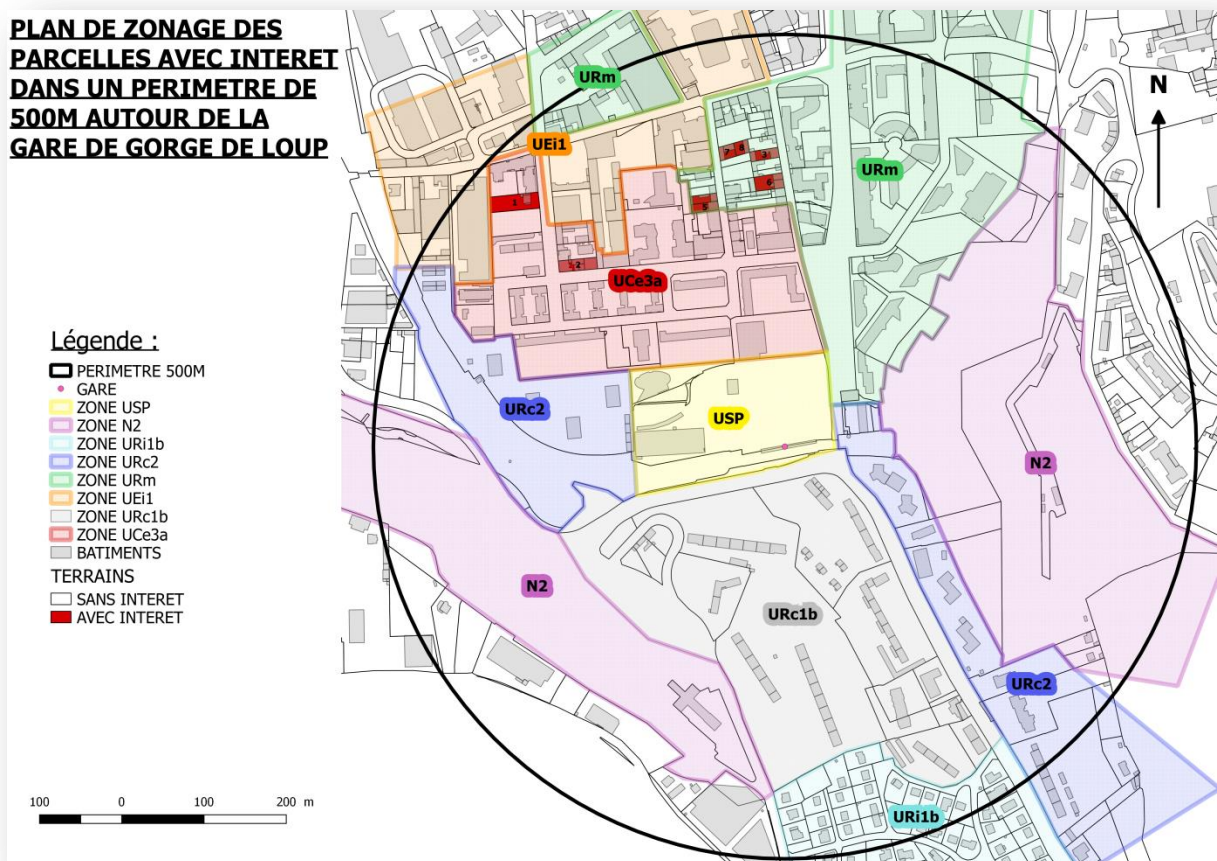 PLAN DE ZONAGE DES
PARCELLES AVEC INTERET
DANS UN PERIMETRE DE
500M AUTOUR DE LA
GARE DE GORGE DE LOUP
URm
UEi1
N
URm
7 8
3
6
5
1
2
UCe3a
Légende :
PERIMETRE 500M
GARE
ZONE USP
ZONE N2
ZONE URi1b
ZONE URc2
ZONE URm
ZONE UEi1
ZONE URc1b
ZONE UCe3a
BATIMENTS
TERRAINS
SANS INTERET
AVEC INTERET
URc2
USP
N2
N2
URc1b
URc2
URi1b
100 0 100 200 m